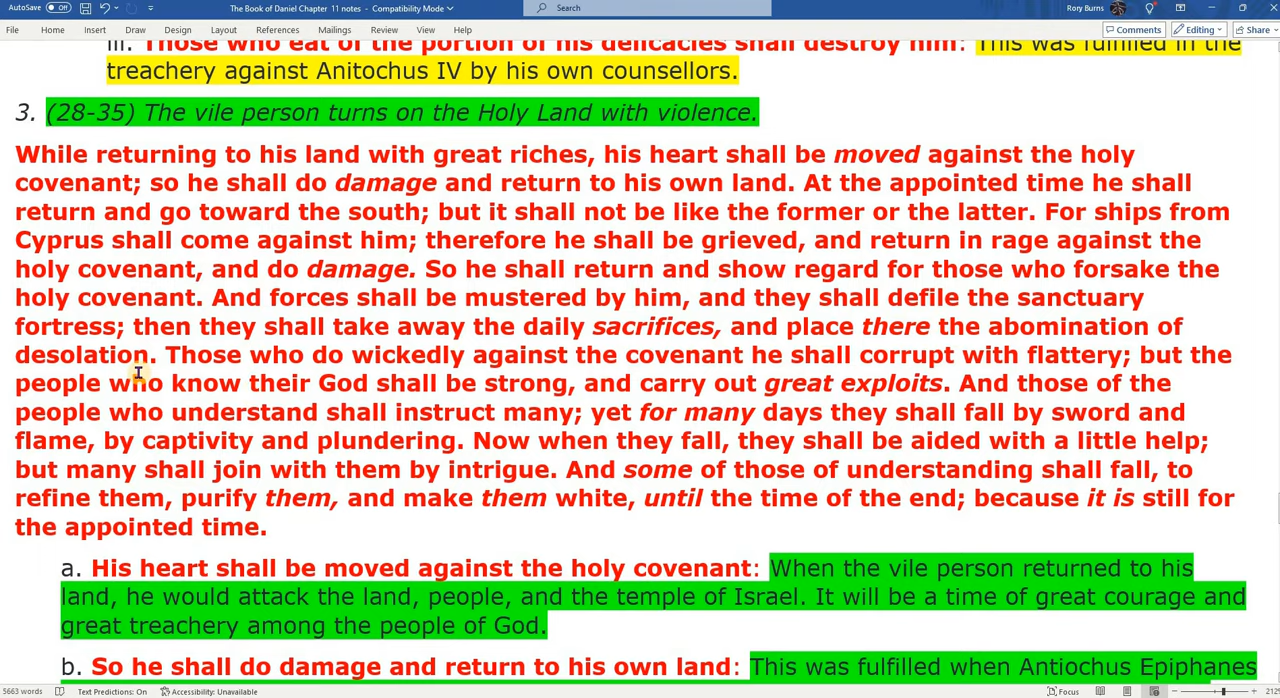 AutoSave Off The Book of Daniel Chapter 11 notes - Compatibility Mode Search Rory Burns
File Home Insert Draw Design Layout References Mailings Review View Help Comments Editing Share
iii. Those who eat of the portion of his delicacies shall destroy him: This was fulfilled in the
treachery against Anitochus IV by his own counsellors.
3. (28-35) The vile person turns on the Holy Land with violence.
While returning to his land with great riches, his heart shall be moved against the holy
covenant; so he shall do damage and return to his own land. At the appointed time he shall
return and go toward the south; but it shall not be like the former or the latter. For ships from
Cyprus shall come against him; therefore he shall be grieved, and return in rage against the
holy covenant, and do damage. So he shall return and show regard for those who forsake the
holy covenant. And forces shall be mustered by him, and they shall defile the sanctuary
fortress; then they shall take away the daily sacrifices, and place there the abomination of
desolation. Those who do wickedly against the covenant he shall corrupt with flattery; but the
people who know their God shall be strong, and carry out great exploits. And those of the
people who understand shall instruct many; yet for many days they shall fall by sword and
flame, by captivity and plundering. Now when they fall, they shall be aided with a little help;
but many shall join with them by intrigue. And some of those of understanding shall fall, to
refine them, purify them, and make them white, until the time of the end; because it is still for
the appointed time.
a. His heart shall be moved against the holy covenant: When the vile person returned to his
land, he would attack the land, people, and the temple of Israel. It will be a time of great courage and
great treachery among the people of God.
b. So he shall do damage and return to his own land: This was fulfilled when Antiochus Epiphanes
5663 words Text Predictions: On Accessibility: Unavailable Focus